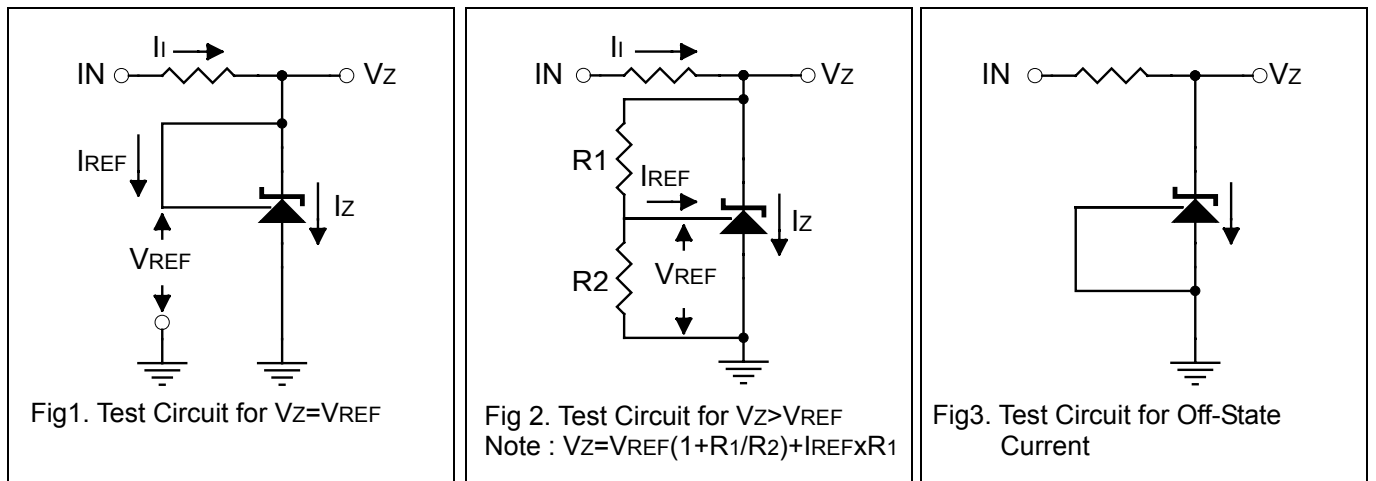 II
IN
VZ
IREF
IZ
VREF
Fig1. Test Circuit for VZ=VREF
II
IN
VZ
R1
IREF
IZ
R2
VREF
Fig 2. Test Circuit for VZ>VREF
Note : VZ=VREF(1+R1/R2)+IREFxR1
IN
VZ
Fig3. Test Circuit for Off-State
Current